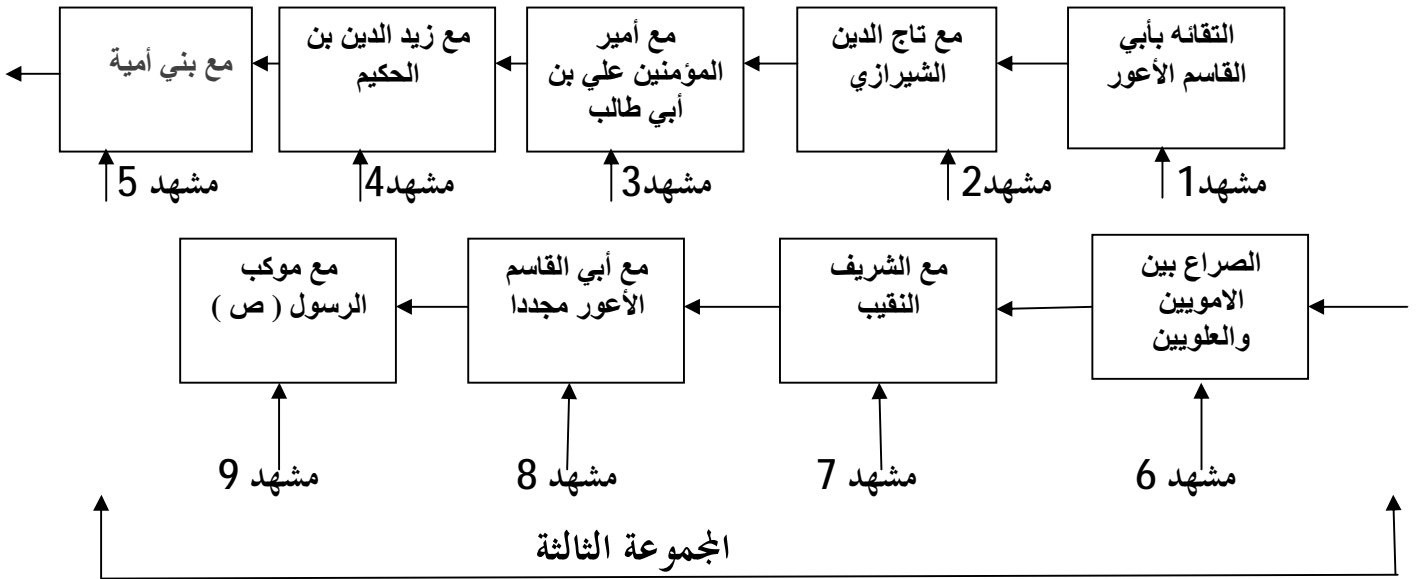 التقائه بأبي
القاسم الأعور
مع تاج الدين
الشيرازي
مع أمير
المؤمنين علي بن
أبي طالب
مع زيد الدين بن
الحكيم
مع بني أمية
مشهد1
مشهد2
مشهد3
مشهد4
مشهد 5
الصراع بين
الامويين
والعلويين
مع الشريف
النقيب
مع أبي القاسم
الأعور مجددا
مع موكب
الرسول ( ص )
مشهد 6
مشهد 7
مشهد 8
مشهد 9
المجموعة الثالثة